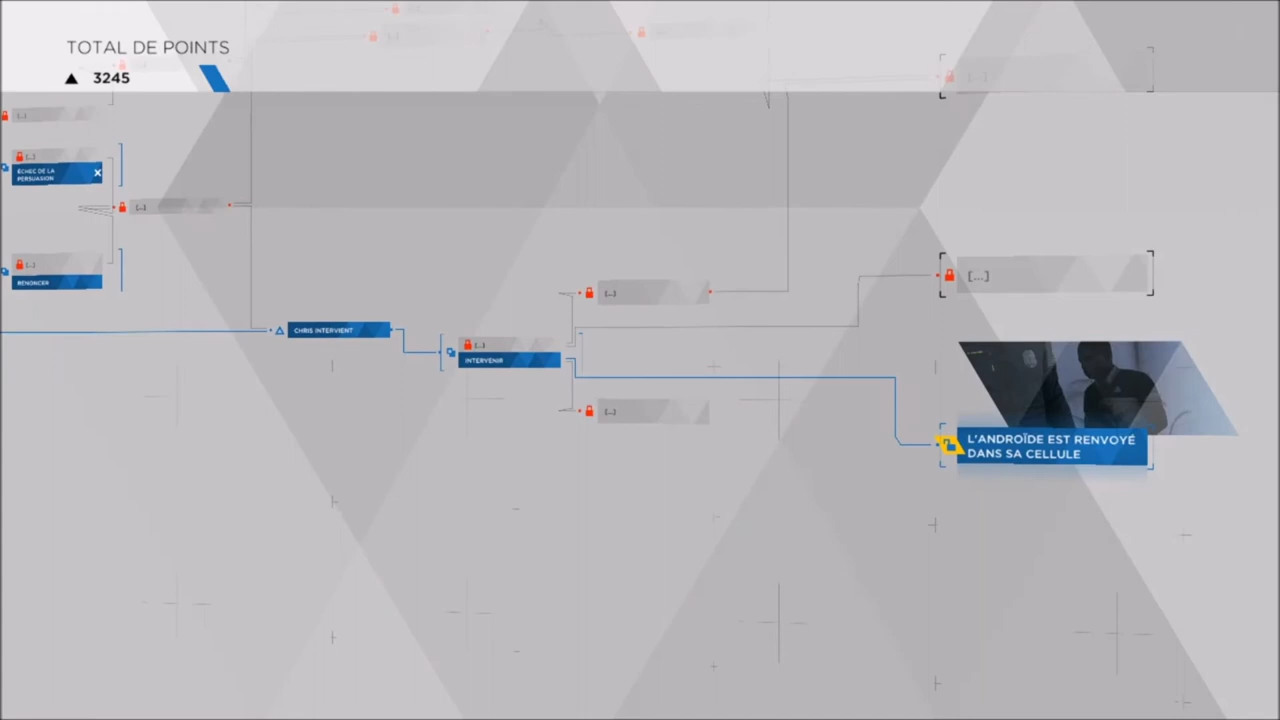 TOTAL DE POINTS
3245
[...]
[...]
ÉCHEC DE LA
PERSUASION
[...]
[...]
RENONCER
[...]
[...]
CHRIS INTERVIENT
[...]
INTERVENIR
[...]
L'ANDROÏDE EST RENVOYÉ
DANS SA CELLULE